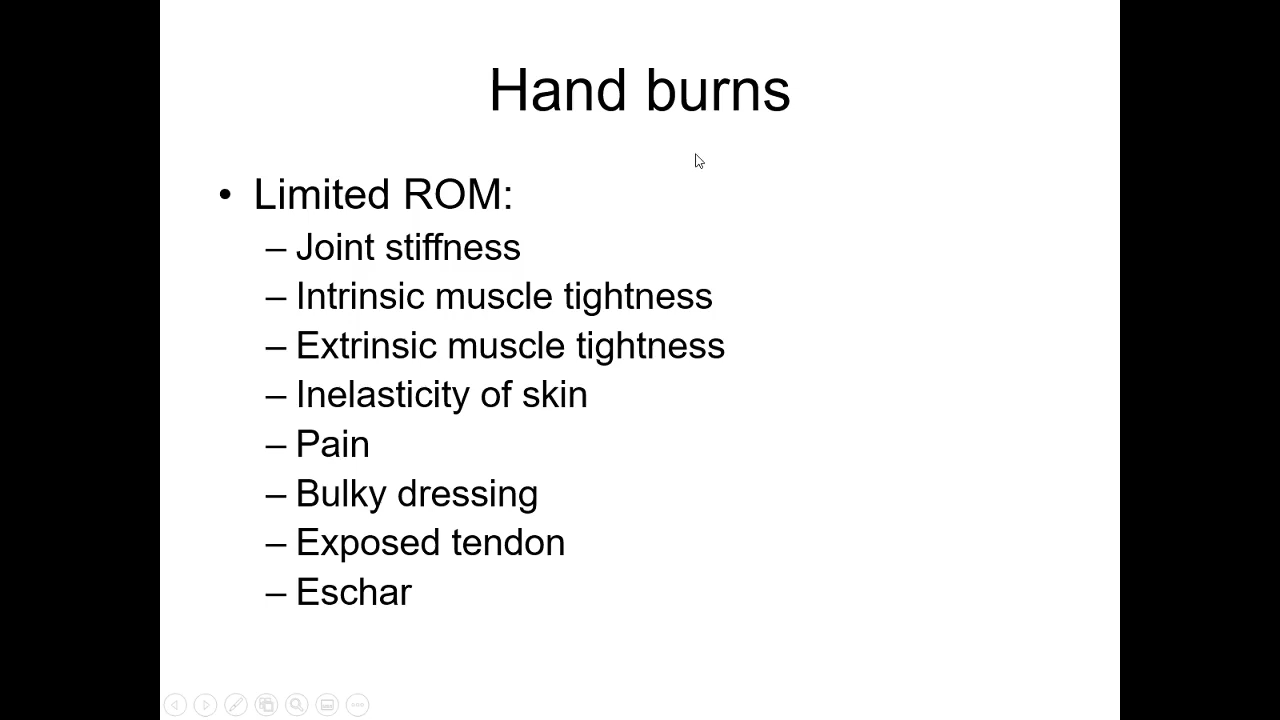 Hand burns
• Limited ROM:
– Joint stiffness
– Intrinsic muscle tightness
– Extrinsic muscle tightness
– Inelasticity of skin
– Pain
– Bulky dressing
– Exposed tendon
– Eschar